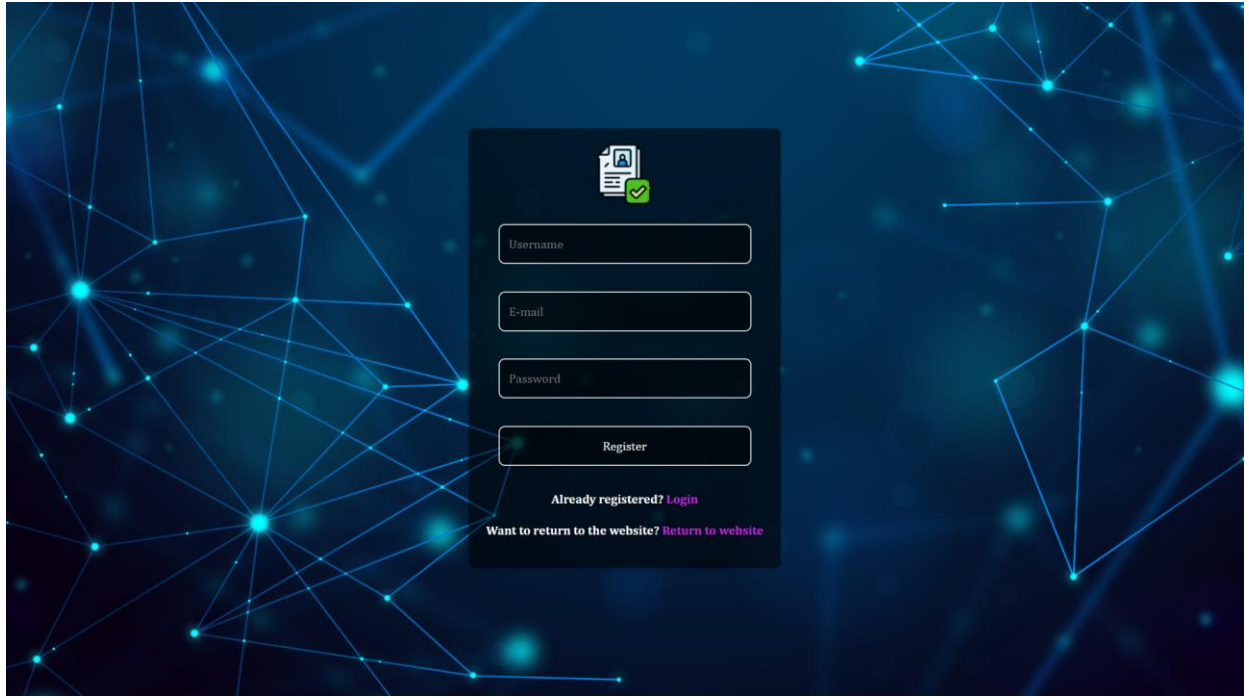 Username
E-mail
Password
Register
Already registered? Login
Want to return to the website? Return to website